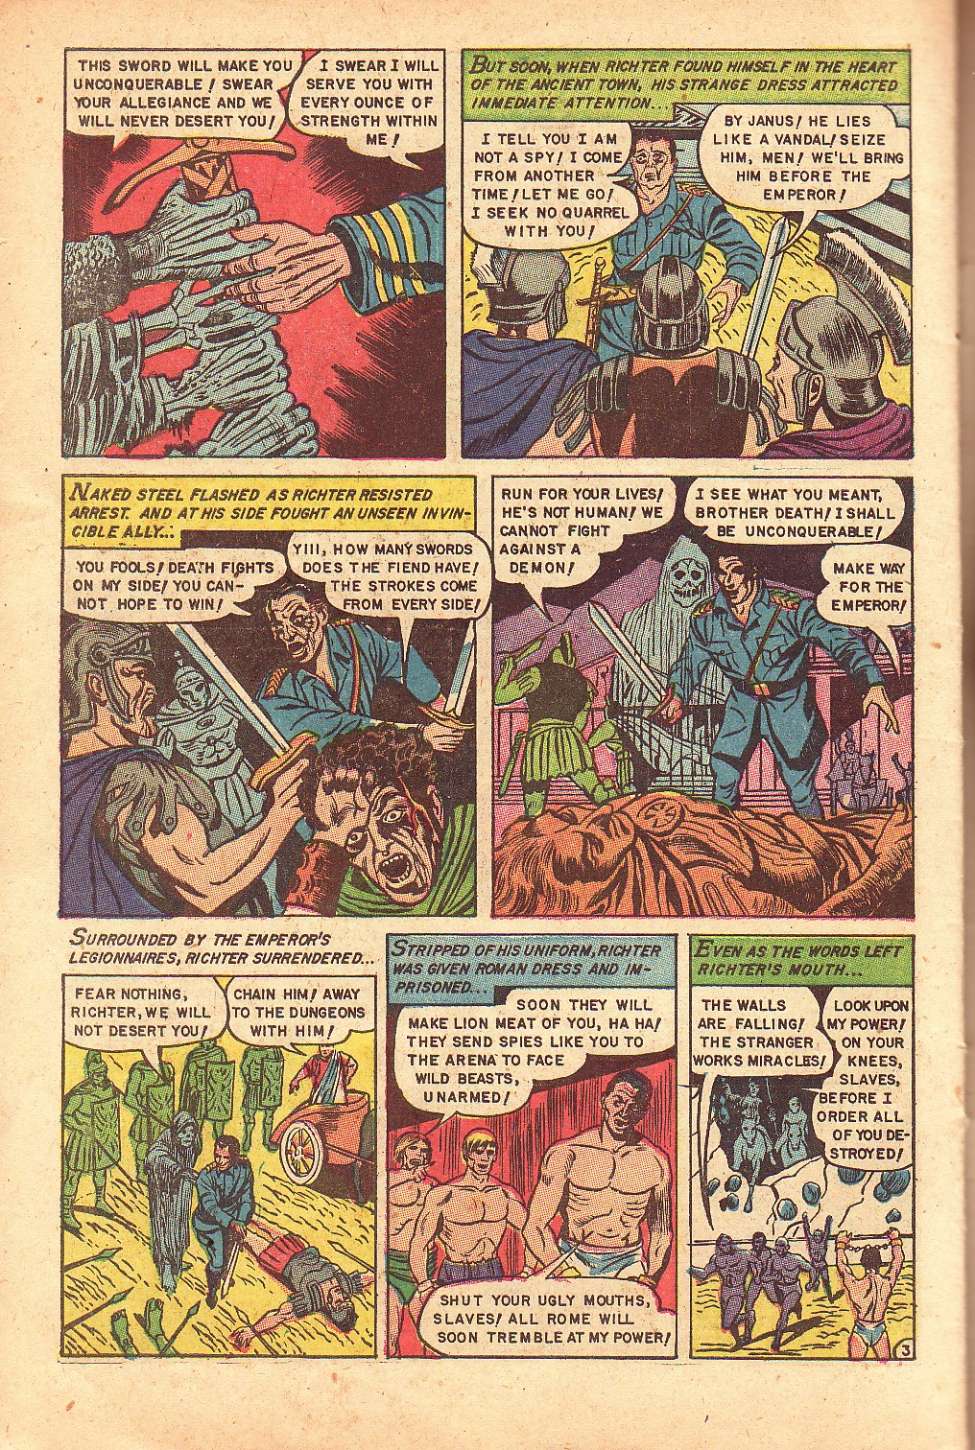 THIS SWORD WILL MAKE YOU
UNCONQUERABLE! SWEAR
YOUR ALLEGIANCE AND WE
WILL NEVER DESERT YOU!
I SWEAR I WILL
SERVE YOU WITH
EVERY OUNCE OF
STRENGTH WITHIN
ME!
BUT SOON, WHEN RICHTER FOUND HIMSELF IN THE HEART
OF THE ANCIENT TOWN, HIS STRANGE DRESS ATTRACTED
IMMEDIATE ATTENTION...
I TELL YOU I AM
NOT A SPY! I COME
FROM ANOTHER
TIME! LET ME GO!
I SEEK NO QUARREL
WITH YOU!
BY JANUS! HE LIES
LIKE A VANDAL! SEIZE
HIM, MEN! WE'LL BRING
HIM BEFORE THE
EMPEROR!
NAKED STEEL FLASHED AS RICHTER RESISTED
ARREST. AND AT HIS SIDE FOUGHT AN UNSEEN INVIN-
CIBLE ALLY...
YOU FOOLS! DEATH FIGHTS
ON MY SIDE! YOU CAN-
NOT HOPE TO WIN!
YIII, HOW MANY SWORDS
DOES THE FIEND HAVE!
THE STROKES COME
FROM EVERY SIDE!
RUN FOR YOUR LIVES!
HE'S NOT HUMAN! WE
CANNOT FIGHT
AGAINST A
DEMON!
I SEE WHAT YOU MEANT,
BROTHER DEATH! I SHALL
BE UNCONQUERABLE!
MAKE WAY
FOR THE
EMPEROR!
SURROUNDED BY THE EMPEROR'S
LEGIONNAIRES, RICHTER SURRENDERED...
FEAR NOTHING,
RICHTER, WE WILL
NOT DESERT YOU!
CHAIN HIM! AWAY
TO THE DUNGEONS
WITH HIM!
STRIPPED OF HIS UNIFORM, RICHTER
WAS GIVEN ROMAN DRESS AND IM-
PRISONED...
SOON THEY WILL
MAKE LION MEAT OF YOU, HA HA!
THEY SEND SPIES LIKE YOU TO
THE ARENA TO FACE
WILD BEASTS,
UNARMED!
SHUT YOUR UGLY MOUTHS,
SLAVES! ALL ROME WILL
SOON TREMBLE AT MY POWER!
EVEN AS THE WORDS LEFT
RICHTER'S MOUTH...
THE WALLS
ARE FALLING!
THE STRANGER
WORKS MIRACLES!
LOOK UPON
MY POWER!
ON YOUR
KNEES,
SLAVES,
BEFORE I
ORDER ALL
OF YOU DE-
STROYED!
3